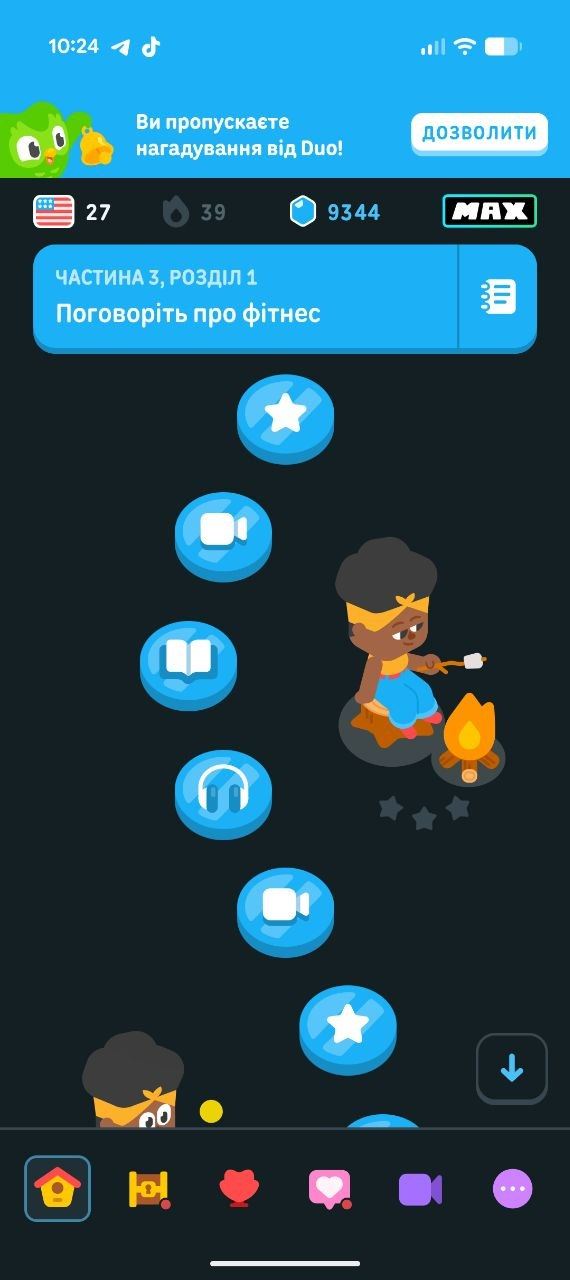 10:24
Ви пропускаєте
нагадування від Duo!
ДОЗВОЛИТИ
27
39
9344
MAX
ЧАСТИНА 3, РОЗДІЛ 1
Поговоріть про фітнес